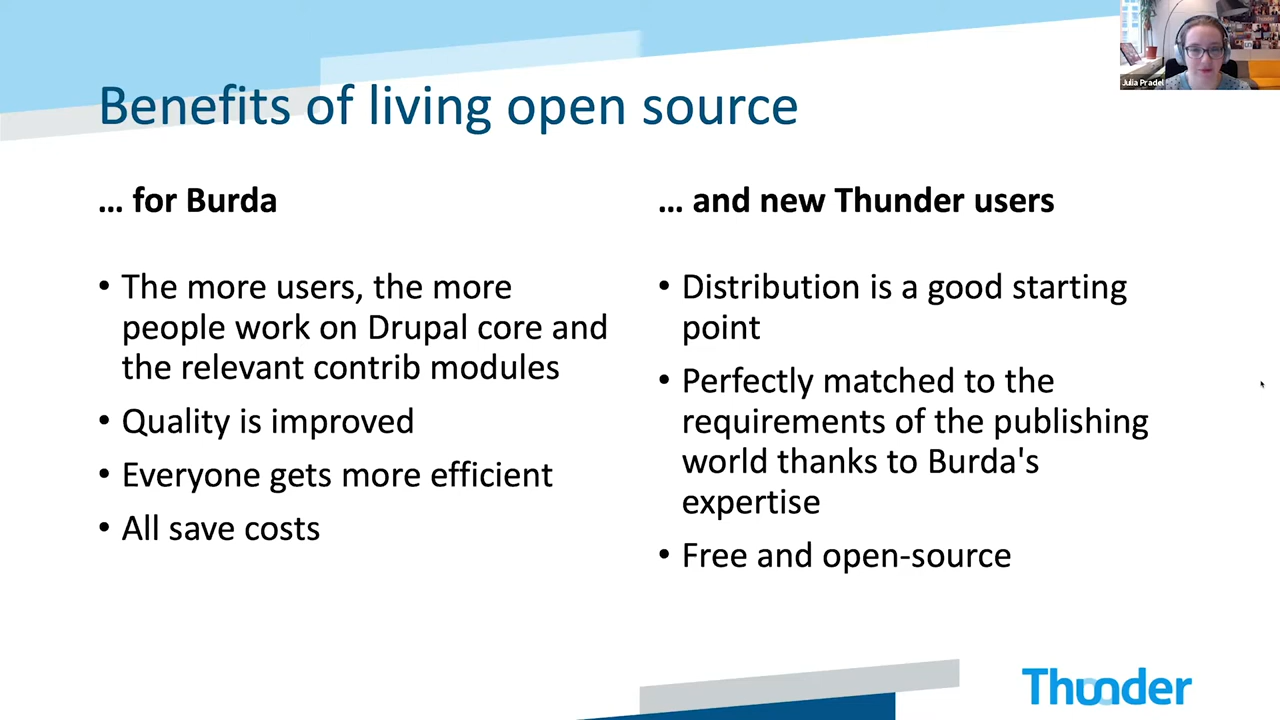 Benefits of living open source
Julia Pradel
... for Burda
• The more users, the more
people work on Drupal core and
the relevant contrib modules
• Quality is improved
• Everyone gets more efficient
• All save costs
... and new Thunder users
• Distribution is a good starting
point
• Perfectly matched to the
requirements of the publishing
world thanks to Burda's
expertise
• Free and open-source
Thunder